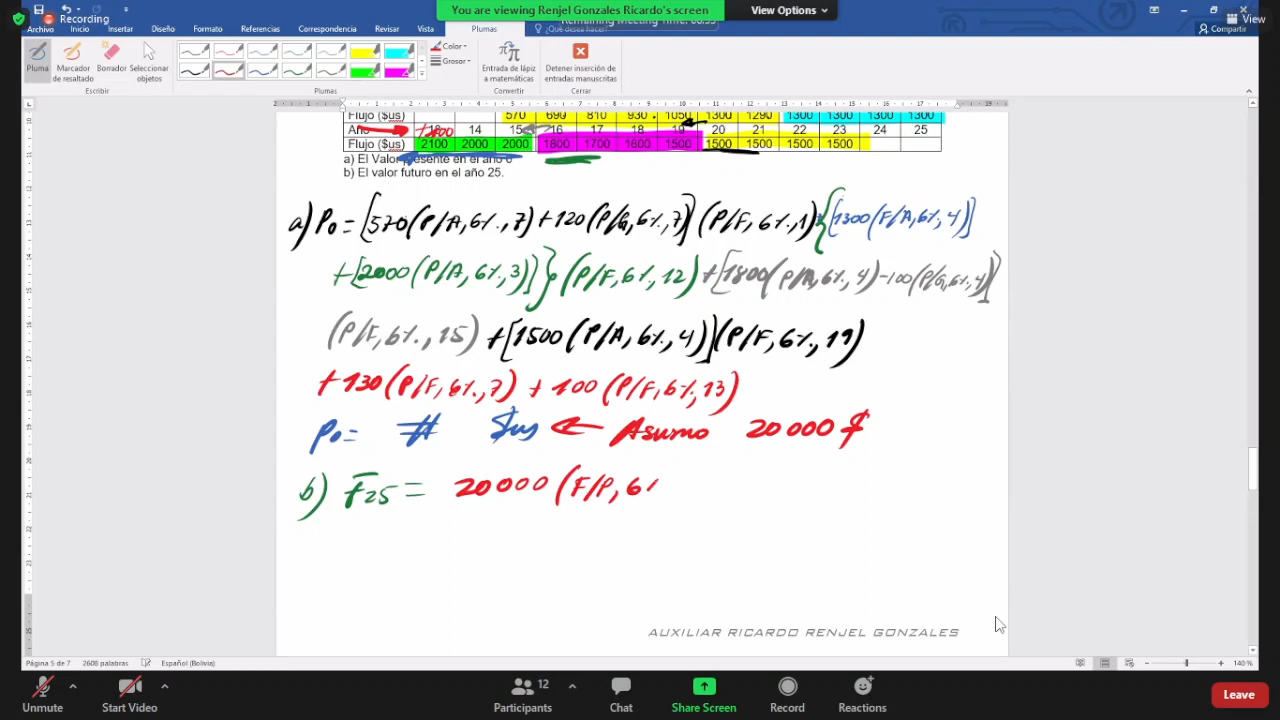 Recording
You are viewing Renjel Gonzales Ricardo's screen
View Options
View
Archivo Inicio Insertar Diseño Formato Referencias Correspondencia Revisar Vista Plumas ¿Qué desea hacer? Compartir
Color
Grosor
Pluma Marcador de resaltado Borrador Seleccionar objetos
Entrada de lápiz a matemáticas
Detener inserción de entradas manuscritas
Escribir Plumas Convertir Cerrar
Flujo ($us) 570 690 810 930 1050 1300 1290 1300 1300 1300 1300
Año 13 14 15 16 17 18 19 20 21 22 23 24 25
Flujo ($us) 2100 2000 2000 1800 1700 1600 1500 1500 1500 1500 1500
a) El Valor presente en el año 0
b) El valor futuro en el año 25.
a) P0 = [570(P/A,6%,7)+120(P/G,6%,7)](P/F,6%,1)+{[1300(F/A,6%,4)]
+[2000(P/A,6%,3)]}(P/F,6%,12)+[1800(P/A,6%,4)-100(P/G,6%,4)]
(P/F,6%,15)+[1500(P/A,6%,4)](P/F,6%,19)
+130(P/F,6%,7)+100(P/F,6%,13)
P0 = # $us ← Asumo 20000 $
b) F25 = 20000(F/P,6
AUXILIAR RICARDO RENJEL GONZALES
Página 5 de 7 2608 palabras Español (Bolivia) 140 %
Unmute Start Video Participants 12 Chat Share Screen Record Reactions Leave